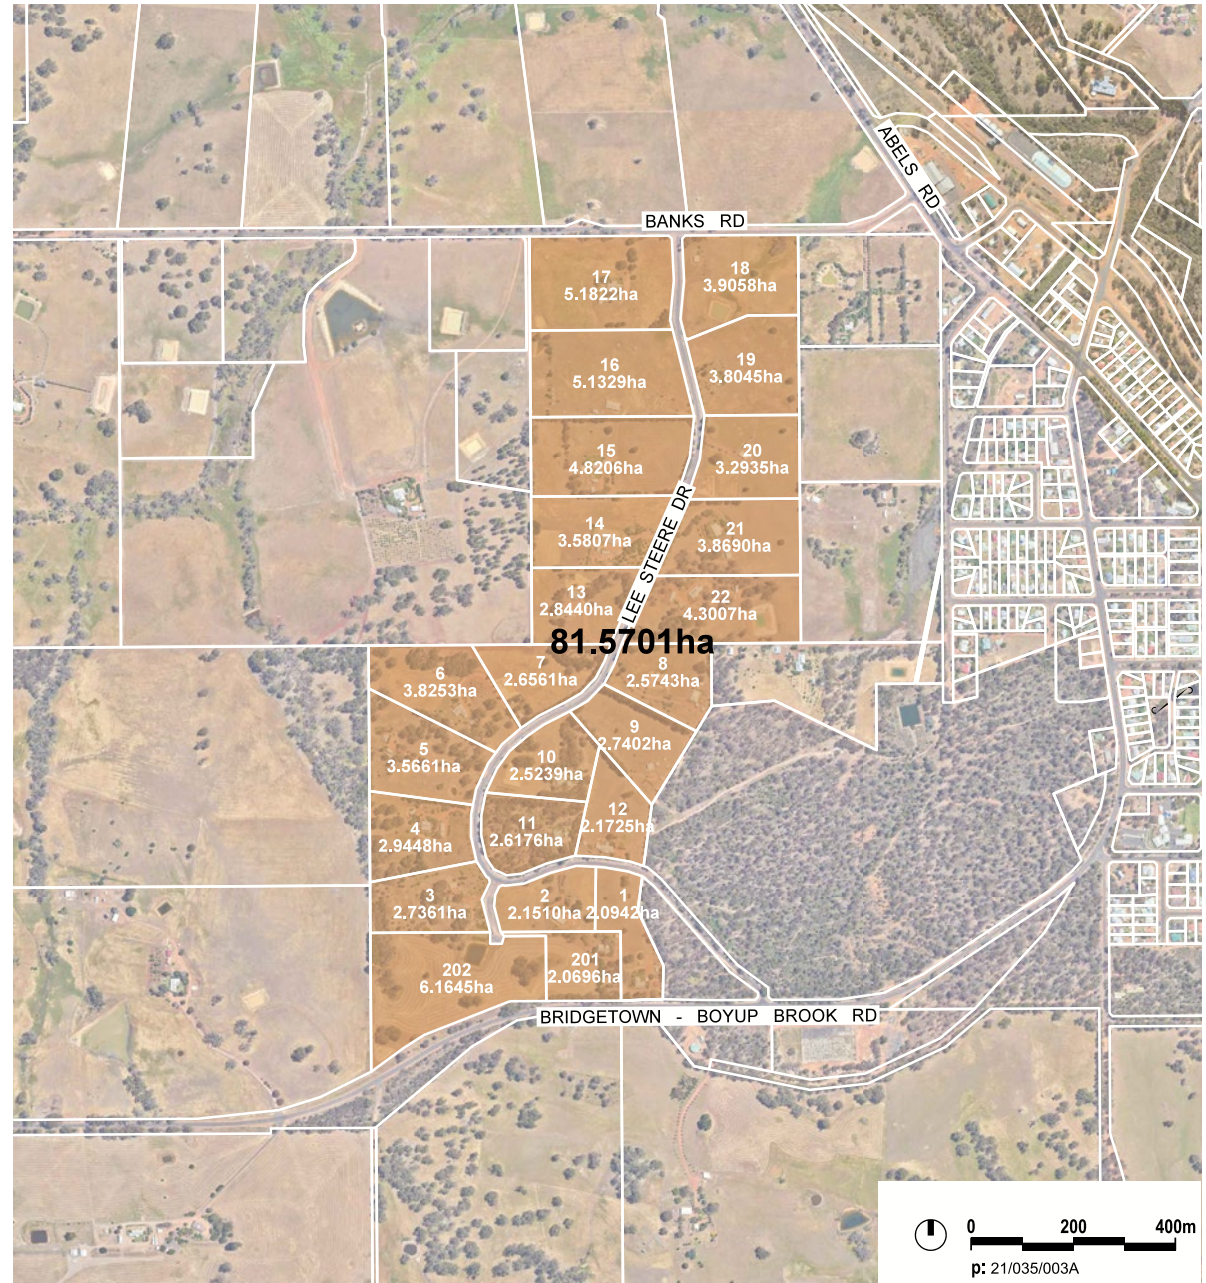 ABELS RD
BANKS RD
17
5.1822ha
18
3.9058ha
16
5.1329ha
19
3.8045ha
15
4.8206ha
20
3.2935ha
LEE STEERE DR
14
3.5807ha
21
3.8690ha
13
2.8440ha
22
4.3007ha
81.5701ha
6
3.8253ha
7
2.6561ha
8
2.5743ha
9
2.7402ha
5
3.5661ha
10
2.5239ha
4
2.9448ha
11
2.6176ha
12
2.1725ha
3
2.7361ha
2
2.1510ha
1
2.0942ha
202
6.1645ha
201
2.0696ha
BRIDGETOWN - BOYUP BROOK RD
0 200 400m
p: 21/035/003A